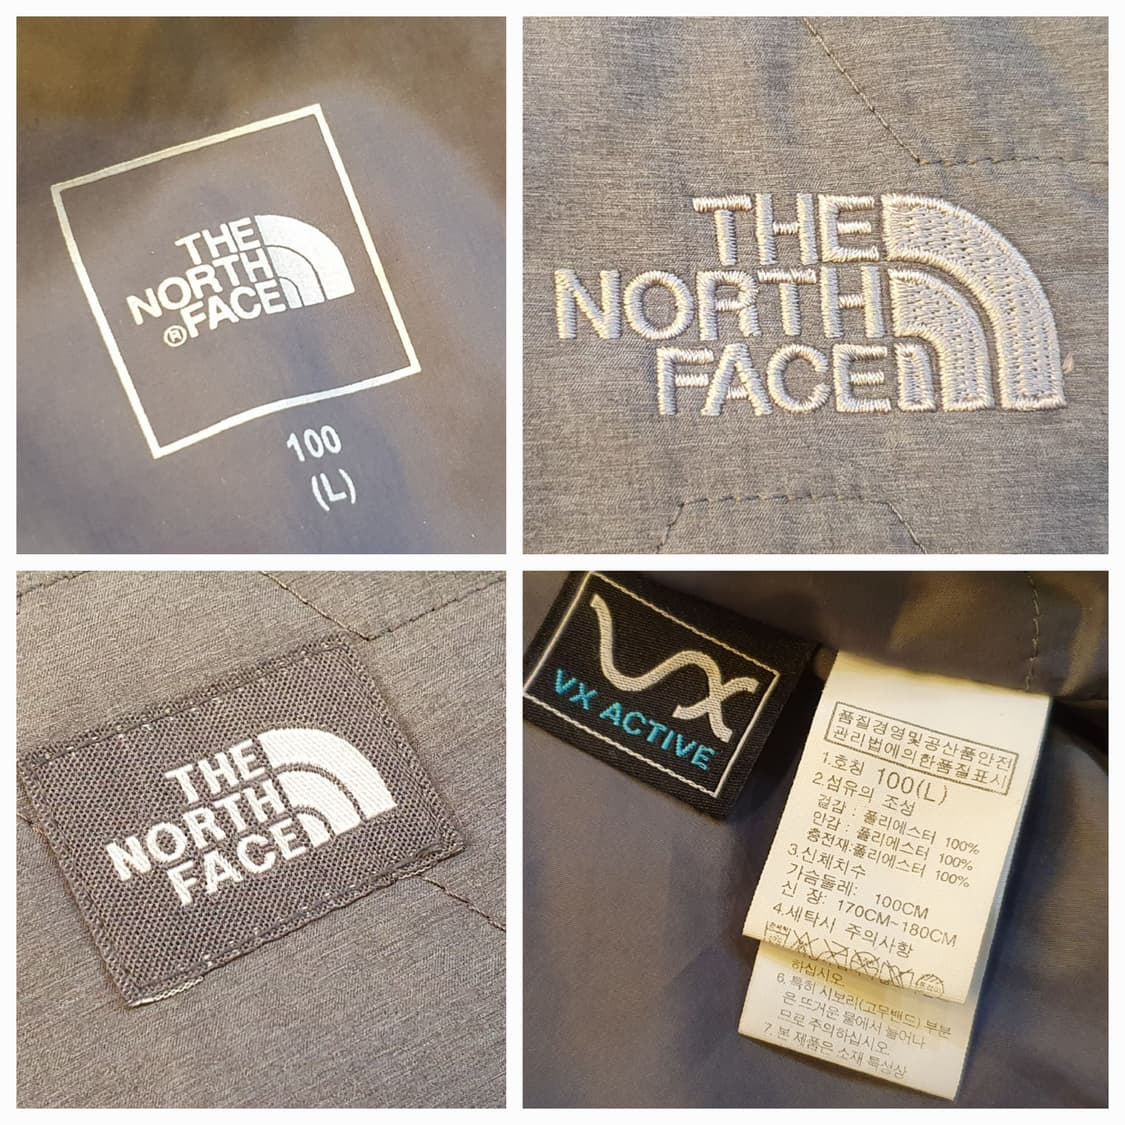 THE
NORTH
®FACE
100
(L)
THE
NORTH
FACE
THE
NORTH
FACE
VX
VX ACTIVE
품질경영및공산품안전
관리법에의한품질표시
1.호칭 100(L)
2.섬유의 조성
겉감 : 폴리에스터 100%
안감 : 폴리에스터 100%
충전재:폴리에스터 100%
3.신체치수
가슴둘레: 100CM
신 장: 170CM~180CM
4.세탁시 주의사항
하십시오.
6. 특히 시보리(고무밴드) 부분
은 뜨거운 물에서 늘어나
므로 주의하십시오.
7. 본 제품은 소재 특성상